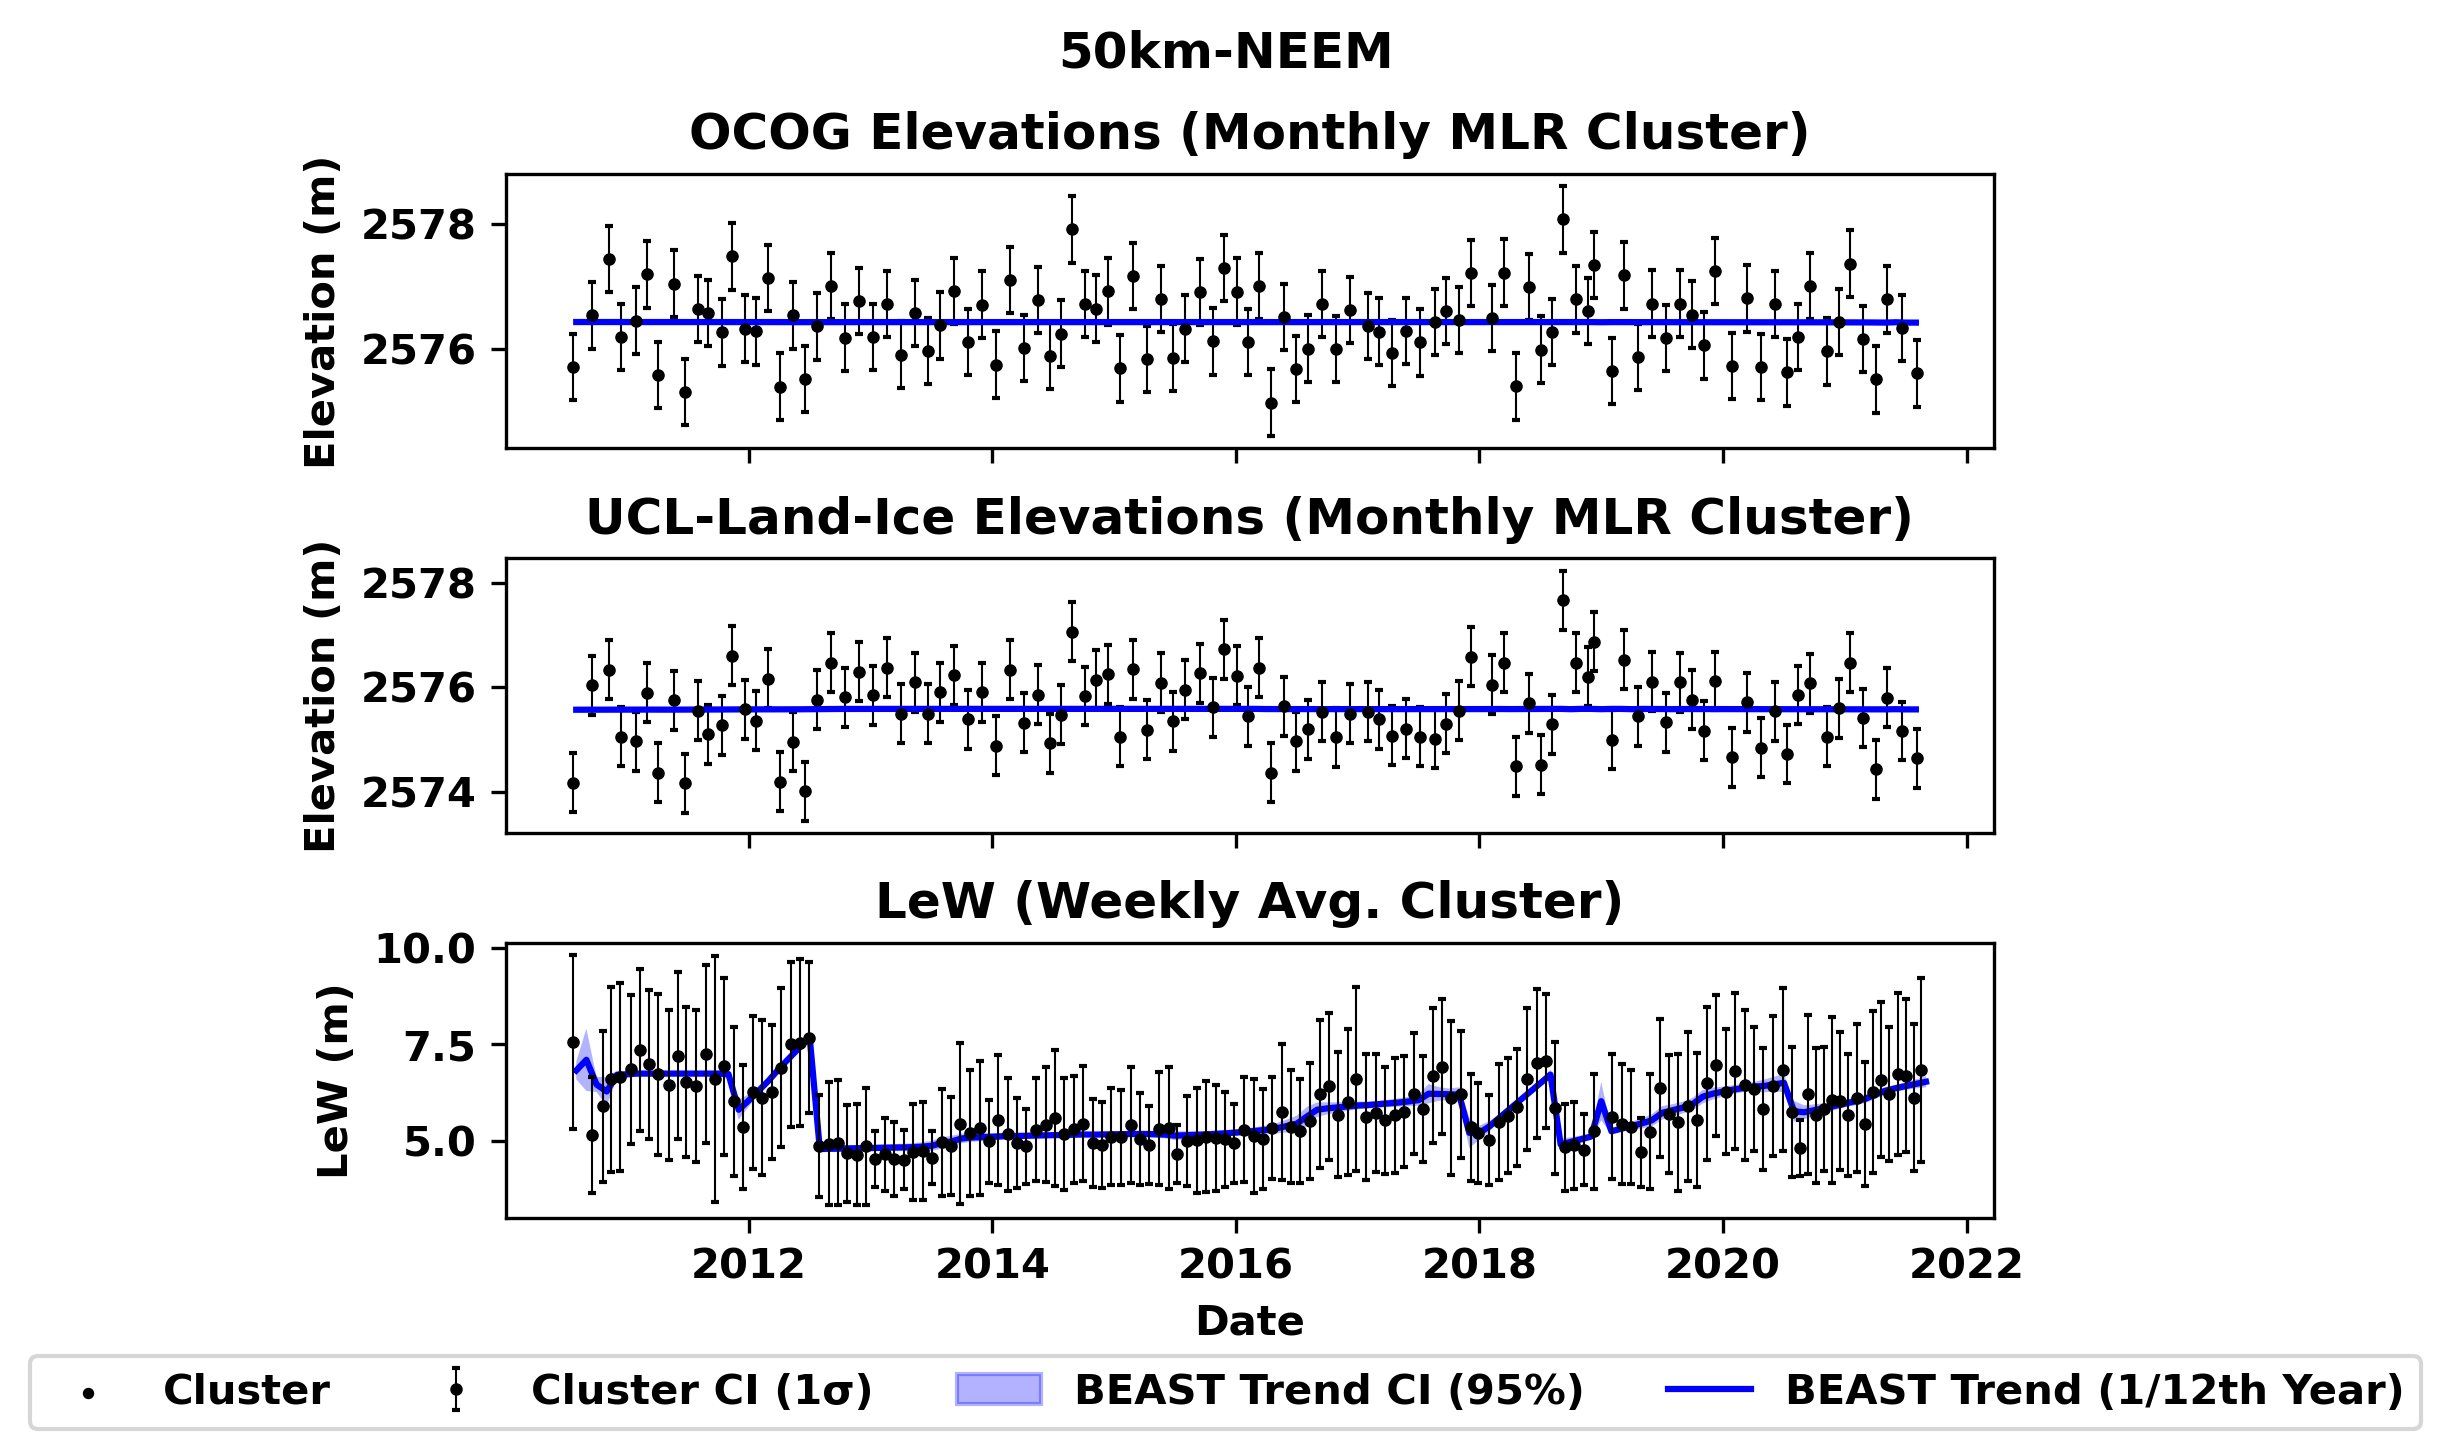 50km-NEEM
OCOG Elevations (Monthly MLR Cluster)
Elevation (m)
2578
2576
UCL-Land-Ice Elevations (Monthly MLR Cluster)
Elevation (m)
2578
2576
2574
LeW (Weekly Avg. Cluster)
LeW (m)
10.0
7.5
5.0
2012 2014 2016 2018 2020 2022
Date
Cluster Cluster CI (1σ) BEAST Trend CI (95%) BEAST Trend (1/12th Year)